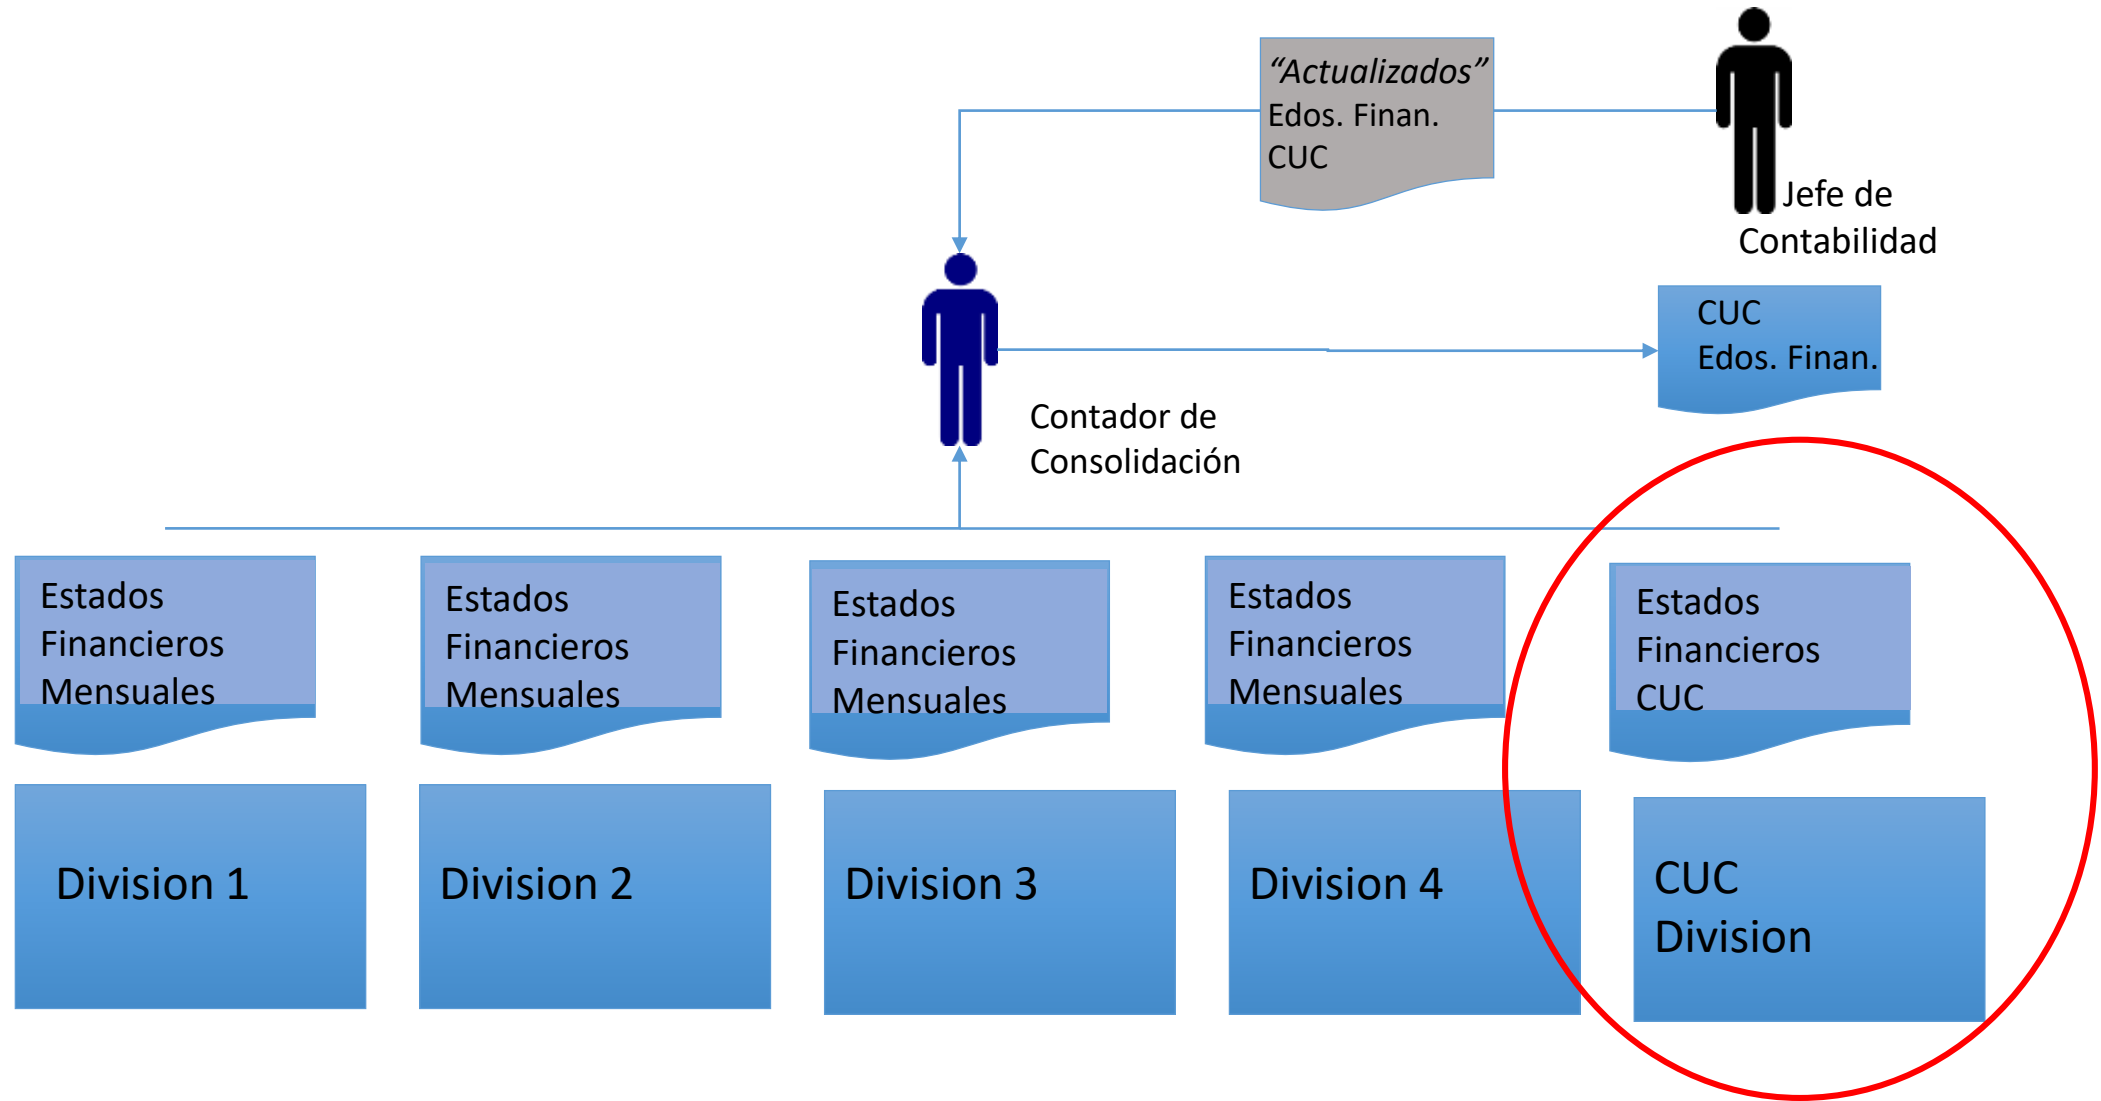 “Actualizados”
Edos. Finan.
CUC
Jefe de
Contabilidad
CUC
Edos. Finan.
Contador de
Consolidación
Estados
Financieros
Mensuales
Estados
Financieros
Mensuales
Estados
Financieros
Mensuales
Estados
Financieros
Mensuales
Estados
Financieros
CUC
Division 1
Division 2
Division 3
Division 4
CUC
Division